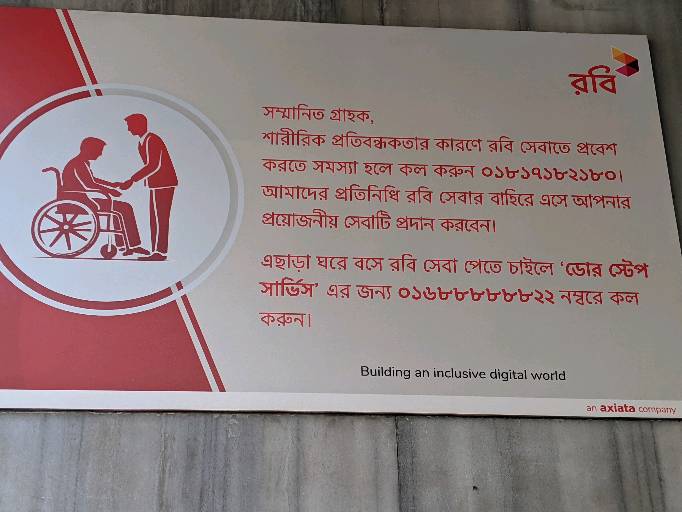 রবি
সম্মানিত গ্রাহক,
শারীরিক প্রতিবন্ধকতার কারণে রবি সেবাতে প্রবেশ
করতে সমস্যা হলে কল করুন ০১৮১৭১৮২১৮০।
আমাদের প্রতিনিধি রবি সেবার বাহিরে এসে আপনার
প্রয়োজনীয় সেবাটি প্রদান করবেন।
এছাড়া ঘরে বসে রবি সেবা পেতে চাইলে ‘ডোর স্টেপ
সার্ভিস’ এর জন্য ০১৬৮৮৮৮৮৮২২ নম্বরে কল
করুন।
Building an inclusive digital world
an axiata company